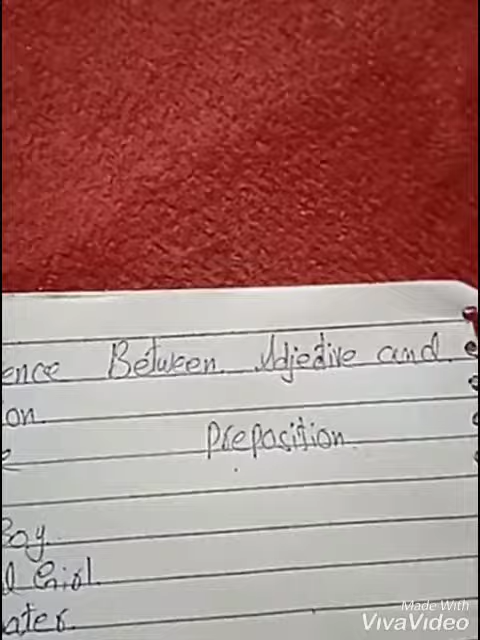 ence Between Adjective and
on
e Preposition
Boy
l Girl
ater.
Made With
VivaVideo